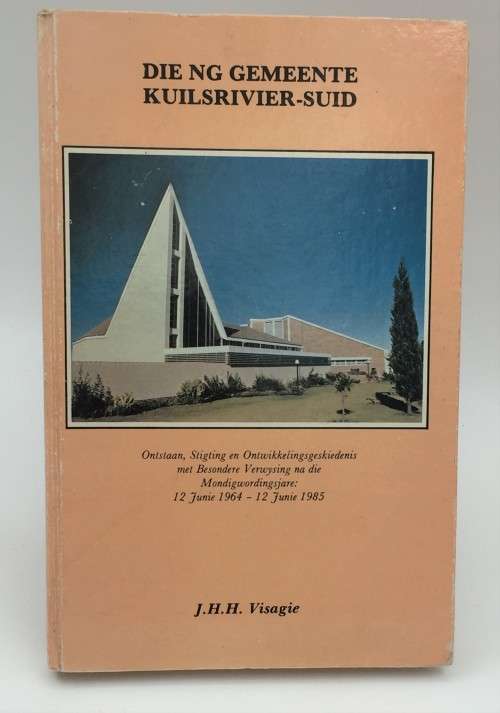 DIE NG GEMEENTE
KUILSRIVIER-SUID
Ontstaan, Stigting en Ontwikkelingsgeskiedenis
met Besondere Verwysing na die
Mondigwordingsjare:
12 Junie 1964 – 12 Junie 1985
J.H.H. Visagie